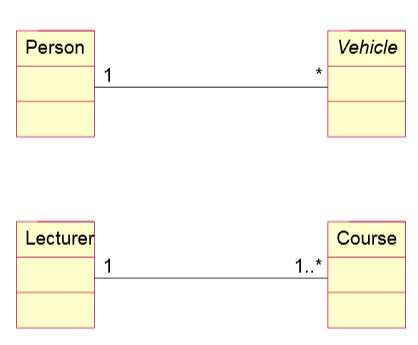 Person Vehicle
1 *
Lecturer Course
1 1..*